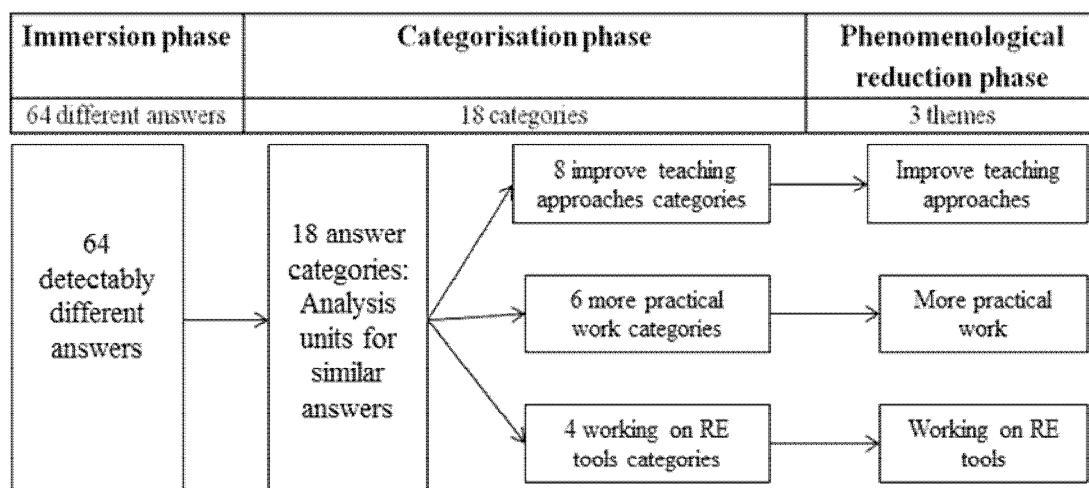 Immersion phase
Categorisation phase
Phenomenological
reduction phase
64 different answers
18 categories
3 themes
64
detectably
different
answers
18 answer
categories:
Analysis
units for
similar
answers
8 improve teaching
approaches categories
Improve teaching
approaches
6 more practical
work categories
More practical
work
4 working on RE
tools categories
Working on RE
tools